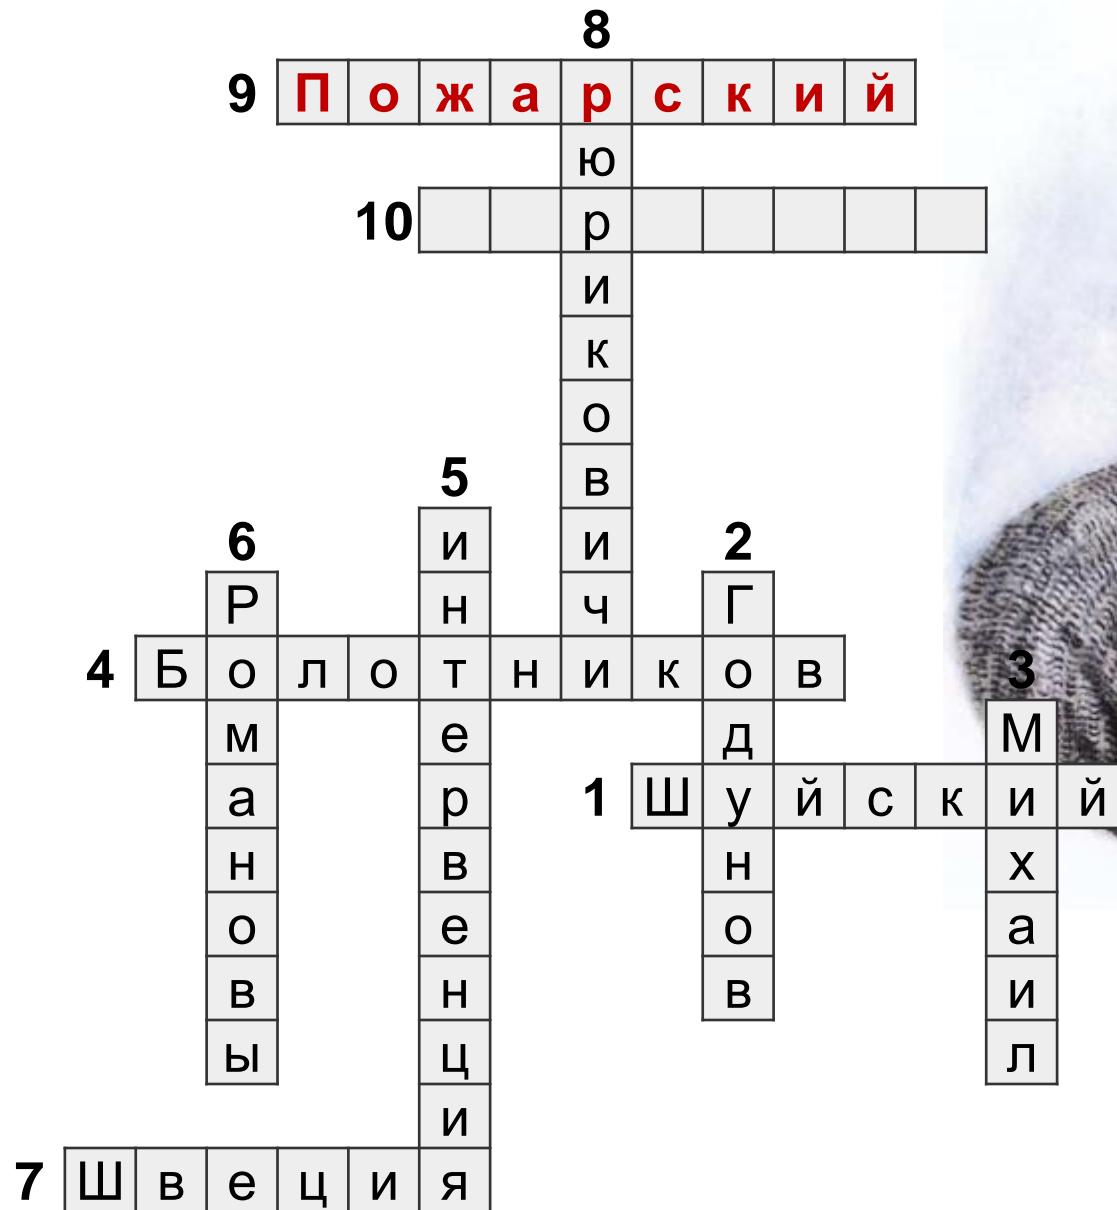 8
9 Пожарский
ю
10 р
и
к
о
5 в
6 и и 2
Р н ч Г
4 Болотников 3
м е д М
а р 1 Шуйский
н в н х
о е о а
в н в и
ы ц л
и
7 Швеция